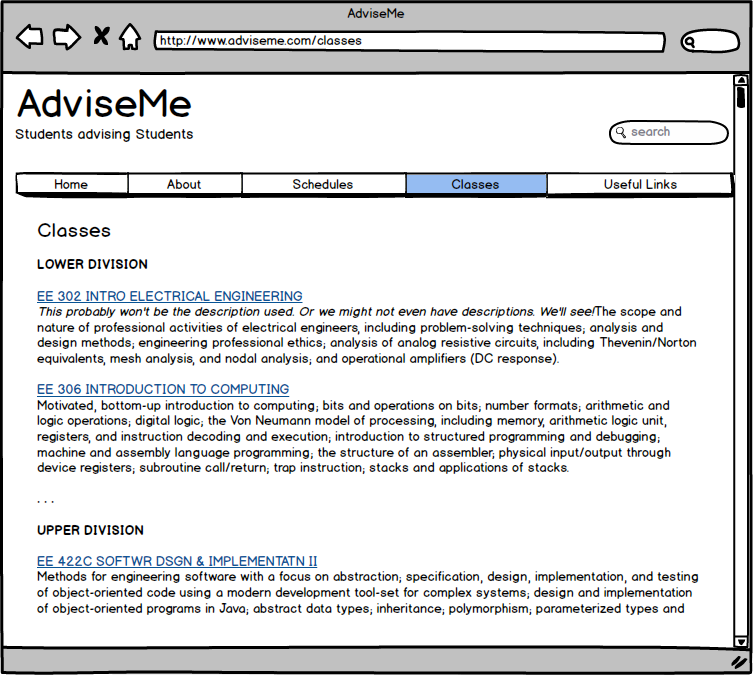 AdviseMe
http://www.adviseme.com/classes
AdviseMe
Students advising Students
search
Home About Schedules Classes Useful Links
Classes
LOWER DIVISION
EE 302 INTRO ELECTRICAL ENGINEERING
This probably won't be the description used. Or we might not even have descriptions. We'll see!The scope and
nature of professional activities of electrical engineers, including problem-solving techniques; analysis and
design methods; engineering professional ethics; analysis of analog resistive circuits, including Thevenin/Norton
equivalents, mesh analysis, and nodal analysis; and operational amplifiers (DC response).
EE 306 INTRODUCTION TO COMPUTING
Motivated, bottom-up introduction to computing; bits and operations on bits; number formats; arithmetic and
logic operations; digital logic; the Von Neumann model of processing, including memory, arithmetic logic unit,
registers, and instruction decoding and execution; introduction to structured programming and debugging;
machine and assembly language programming; the structure of an assembler; physical input/output through
device registers; subroutine call/return; trap instruction; stacks and applications of stacks.
. . .
UPPER DIVISION
EE 422C SOFTWR DSGN & IMPLEMENTATN II
Methods for engineering software with a focus on abstraction; specification, design, implementation, and testing
of object-oriented code using a modern development tool-set for complex systems; design and implementation
of object-oriented programs in Java; abstract data types; inheritance; polymorphism; parameterized types and